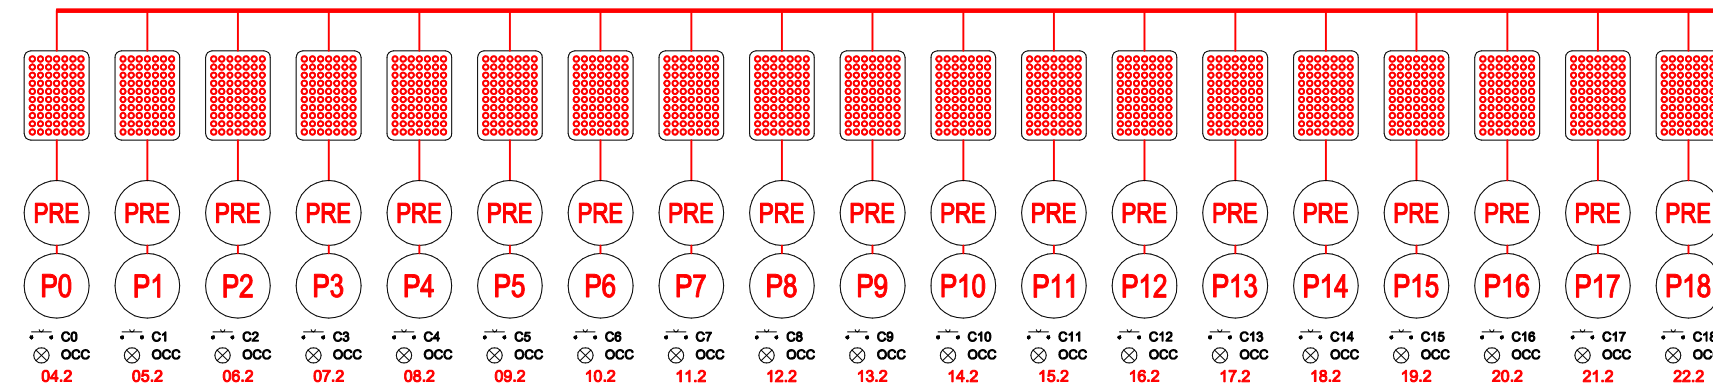 PRE PRE PRE PRE PRE PRE PRE PRE PRE PRE PRE PRE PRE PRE PRE PRE PRE PRE PRE
P0 P1 P2 P3 P4 P5 P6 P7 P8 P9 P10 P11 P12 P13 P14 P15 P16 P17 P18
C0 C1 C2 C3 C4 C5 C6 C7 C8 C9 C10 C11 C12 C13 C14 C15 C16 C17 C18
OCC OCC OCC OCC OCC OCC OCC OCC OCC OCC OCC OCC OCC OCC OCC OCC OCC OCC OC
04.2 05.2 06.2 07.2 08.2 09.2 10.2 11.2 12.2 13.2 14.2 15.2 16.2 17.2 18.2 19.2 20.2 21.2 22.2